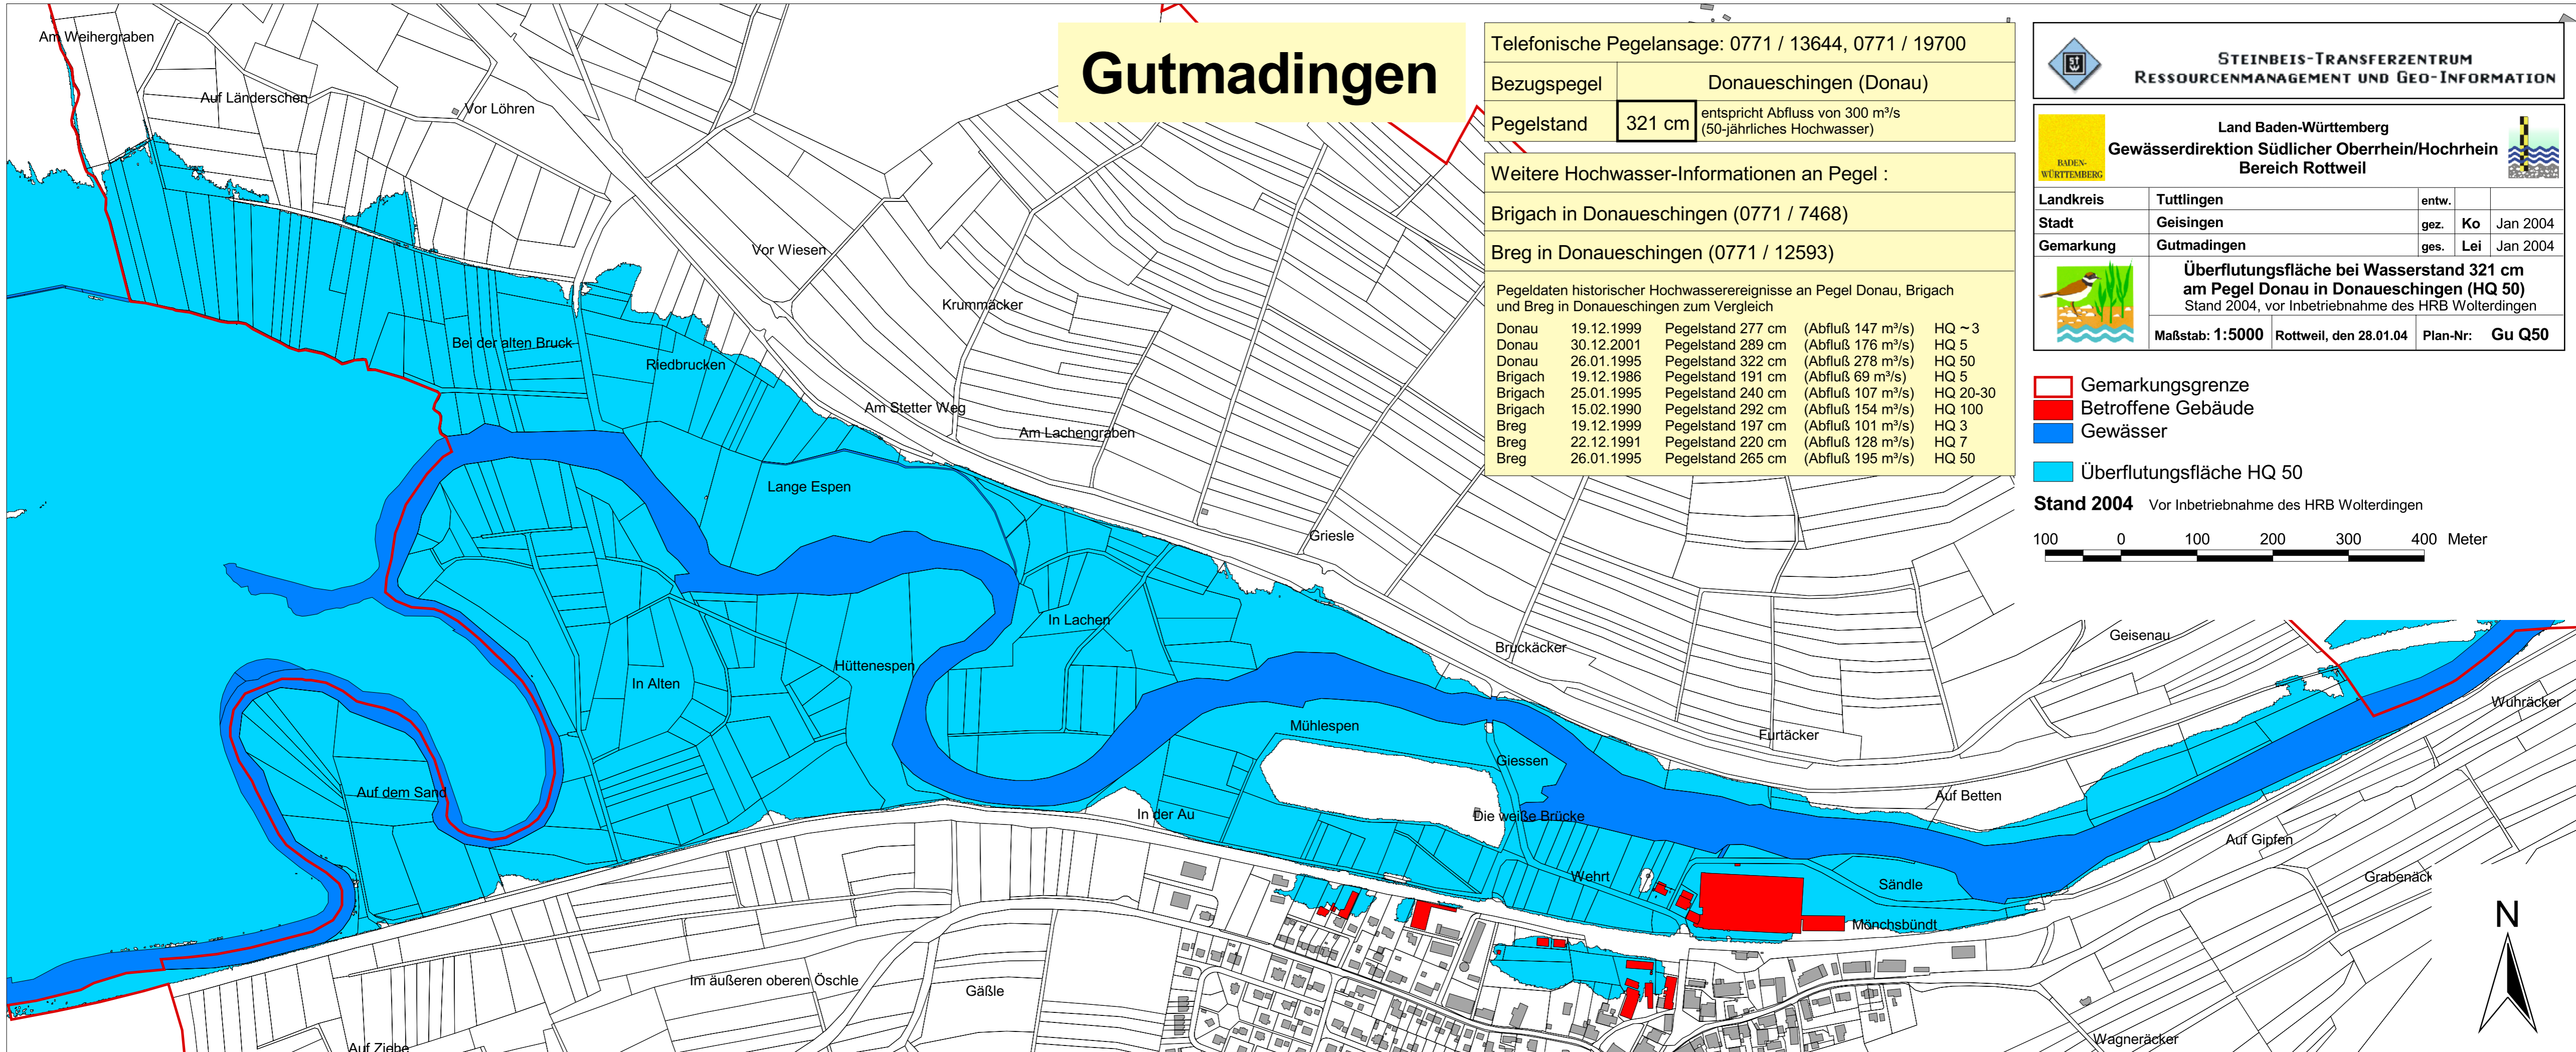 Gutmadingen
Telefonische Pegelansage: 0771 / 13644, 0771 / 19700
Bezugspegel Donaueschingen (Donau)
Pegelstand 321 cm entspricht Abfluss von 300 m³/s
(50-jährliches Hochwasser)
Weitere Hochwasser-Informationen an Pegel :
Brigach in Donaueschingen (0771 / 7468)
Breg in Donaueschingen (0771 / 12593)
Pegeldaten historischer Hochwasserereignisse an Pegel Donau, Brigach
und Breg in Donaueschingen zum Vergleich
Donau 19.12.1999 Pegelstand 277 cm (Abfluß 147 m³/s) HQ ~ 3
Donau 30.12.2001 Pegelstand 289 cm (Abfluß 176 m³/s) HQ 5
Donau 26.01.1995 Pegelstand 322 cm (Abfluß 278 m³/s) HQ 50
Brigach 19.12.1986 Pegelstand 191 cm (Abfluß 69 m³/s) HQ 5
Brigach 25.01.1995 Pegelstand 240 cm (Abfluß 107 m³/s) HQ 20-30
Brigach 15.02.1990 Pegelstand 292 cm (Abfluß 154 m³/s) HQ 100
Breg 19.12.1999 Pegelstand 197 cm (Abfluß 101 m³/s) HQ 3
Breg 22.12.1991 Pegelstand 220 cm (Abfluß 128 m³/s) HQ 7
Breg 26.01.1995 Pegelstand 265 cm (Abfluß 195 m³/s) HQ 50
STEINBEIS-TRANSFERZENTRUM
RESSOURCENMANAGEMENT UND GEO-INFORMATION
BADEN-
WÜRTTEMBERG
Land Baden-Württemberg
Gewässerdirektion Südlicher Oberrhein/Hochrhein
Bereich Rottweil
Landkreis Tuttlingen entw.
Stadt Geisingen gez. Ko Jan 2004
Gemarkung Gutmadingen ges. Lei Jan 2004
Überflutungsfläche bei Wasserstand 321 cm
am Pegel Donau in Donaueschingen (HQ 50)
Stand 2004, vor Inbetriebnahme des HRB Wolterdingen
Maßstab: 1:5000 Rottweil, den 28.01.04 Plan-Nr: Gu Q50
Gemarkungsgrenze
Betroffene Gebäude
Gewässer
Überflutungsfläche HQ 50
Stand 2004 Vor Inbetriebnahme des HRB Wolterdingen
100 0 100 200 300 400 Meter
Am Weihergraben
Auf Länderschen
Vor Löhren
Vor Wiesen
Krummäcker
Bei der alten Bruck
Riedbrucken
Am Stetter Weg
Am Lachengraben
Lange Espen
Griesle
In Lachen
Geisenau
Bruckäcker
Hüttenespen
In Alten
Wuhräcker
Mühlespen
Furtäcker
Giessen
Auf dem Sand
Auf Betten
In der Au
Die weiße Brücke
Auf Gipfen
Wehrt
Sändle
Grabenäck
Mönchsbündt
N
Im äußeren oberen Öschle
Gäßle
Wagneräcker
Auf Ziebe